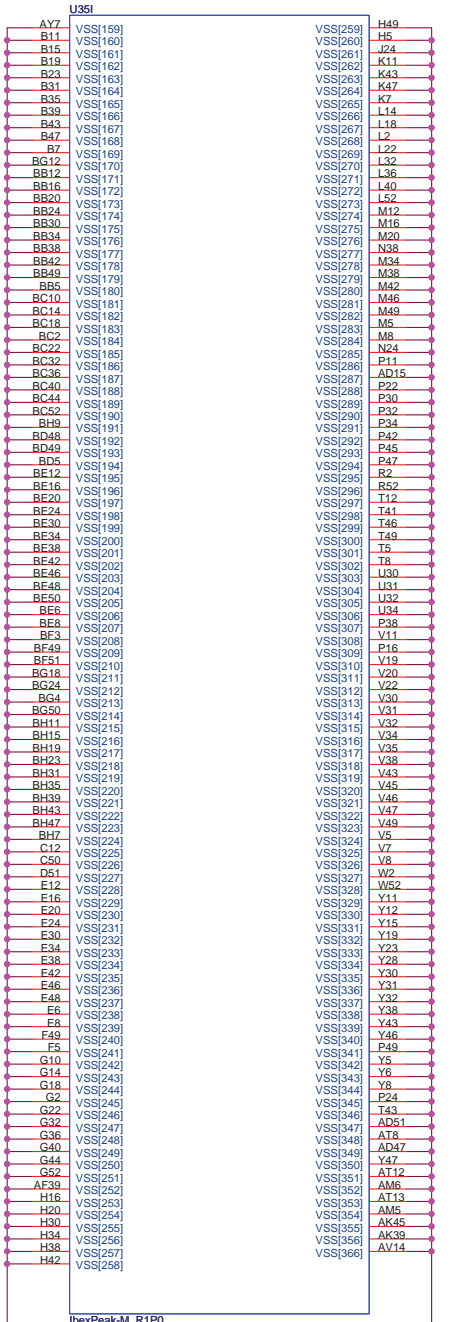 U35I
AY7 VSS[159] VSS[259] H49
B11 VSS[160] VSS[260] H5
B15 VSS[161] VSS[261] J24
B19 VSS[162] VSS[262] K11
B23 VSS[163] VSS[263] K43
B31 VSS[164] VSS[264] K47
B35 VSS[165] VSS[265] K7
B39 VSS[166] VSS[266] L14
B43 VSS[167] VSS[267] L18
B47 VSS[168] VSS[268] L2
B7 VSS[169] VSS[269] L22
BG12 VSS[170] VSS[270] L32
BB12 VSS[171] VSS[271] L36
BB16 VSS[172] VSS[272] L40
BB20 VSS[173] VSS[273] L52
BB24 VSS[174] VSS[274] M12
BB30 VSS[175] VSS[275] M16
BB34 VSS[176] VSS[276] M20
BB38 VSS[177] VSS[277] N38
BB42 VSS[178] VSS[278] M34
BB49 VSS[179] VSS[279] M38
BB5 VSS[180] VSS[280] M42
BC10 VSS[181] VSS[281] M46
BC14 VSS[182] VSS[282] M49
BC18 VSS[183] VSS[283] M5
BC2 VSS[184] VSS[284] M8
BC22 VSS[185] VSS[285] N24
BC32 VSS[186] VSS[286] P11
BC36 VSS[187] VSS[287] AD15
BC40 VSS[188] VSS[288] P22
BC44 VSS[189] VSS[289] P30
BC52 VSS[190] VSS[290] P32
BH9 VSS[191] VSS[291] P34
BD48 VSS[192] VSS[292] P42
BD49 VSS[193] VSS[293] P45
BD5 VSS[194] VSS[294] P47
BE12 VSS[195] VSS[295] R2
BE16 VSS[196] VSS[296] R52
BE20 VSS[197] VSS[297] T12
BE24 VSS[198] VSS[298] T41
BE30 VSS[199] VSS[299] T46
BE34 VSS[200] VSS[300] T49
BE38 VSS[201] VSS[301] T5
BE42 VSS[202] VSS[302] T8
BE46 VSS[203] VSS[303] U30
BE48 VSS[204] VSS[304] U31
BE50 VSS[205] VSS[305] U32
BE6 VSS[206] VSS[306] U34
BE8 VSS[207] VSS[307] P38
BF3 VSS[208] VSS[308] V11
BF49 VSS[209] VSS[309] P16
BF51 VSS[210] VSS[310] V19
BG18 VSS[211] VSS[311] V20
BG24 VSS[212] VSS[312] V22
BG4 VSS[213] VSS[313] V30
BG50 VSS[214] VSS[314] V31
BH11 VSS[215] VSS[315] V32
BH15 VSS[216] VSS[316] V34
BH19 VSS[217] VSS[317] V35
BH23 VSS[218] VSS[318] V38
BH31 VSS[219] VSS[319] V43
BH35 VSS[220] VSS[320] V45
BH39 VSS[221] VSS[321] V46
BH43 VSS[222] VSS[322] V47
BH47 VSS[223] VSS[323] V49
BH7 VSS[224] VSS[324] V5
C12 VSS[225] VSS[325] V7
C50 VSS[226] VSS[326] V8
D51 VSS[227] VSS[327] W2
E12 VSS[228] VSS[328] W52
E16 VSS[229] VSS[329] Y11
E20 VSS[230] VSS[330] Y12
E24 VSS[231] VSS[331] Y15
E30 VSS[232] VSS[332] Y19
E34 VSS[233] VSS[333] Y23
E38 VSS[234] VSS[334] Y28
E42 VSS[235] VSS[335] Y30
E46 VSS[236] VSS[336] Y31
E48 VSS[237] VSS[337] Y32
E6 VSS[238] VSS[338] Y38
E8 VSS[239] VSS[339] Y43
F49 VSS[240] VSS[340] Y46
F5 VSS[241] VSS[341] P49
G10 VSS[242] VSS[342] Y5
G14 VSS[243] VSS[343] Y6
G18 VSS[244] VSS[344] Y8
G2 VSS[245] VSS[345] P24
G22 VSS[246] VSS[346] T43
G32 VSS[247] VSS[347] AD51
G36 VSS[248] VSS[348] AT8
G40 VSS[249] VSS[349] AD47
G44 VSS[250] VSS[350] Y47
G52 VSS[251] VSS[351] AT12
AF39 VSS[252] VSS[352] AM6
H16 VSS[253] VSS[353] AT13
H20 VSS[254] VSS[354] AM5
H30 VSS[255] VSS[355] AK45
H34 VSS[256] VSS[356] AK39
H38 VSS[257] VSS[366] AV14
H42 VSS[258]
IbexPeak-M_R1P0